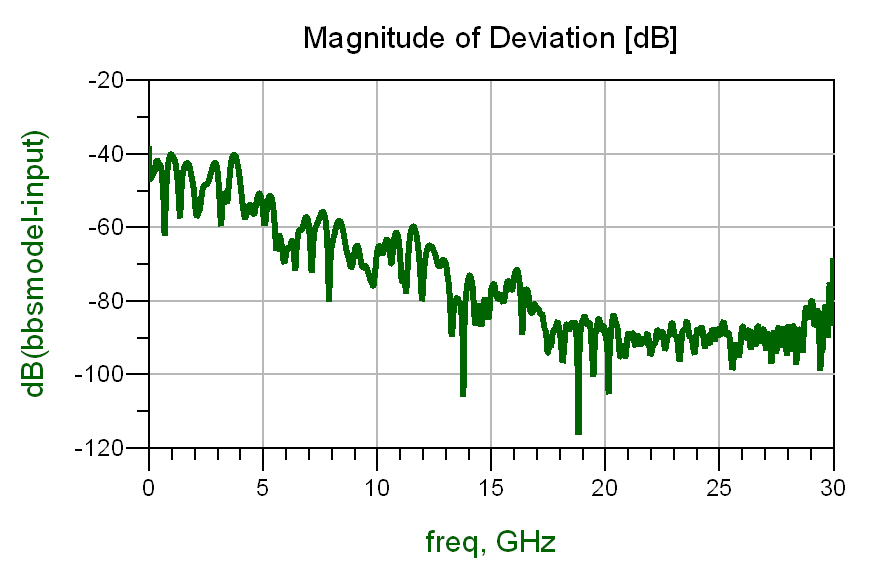 Magnitude of Deviation [dB]
dB(bbsmodel-input)
-20
-40
-60
-80
-100
-120
0 5 10 15 20 25 30
freq, GHz